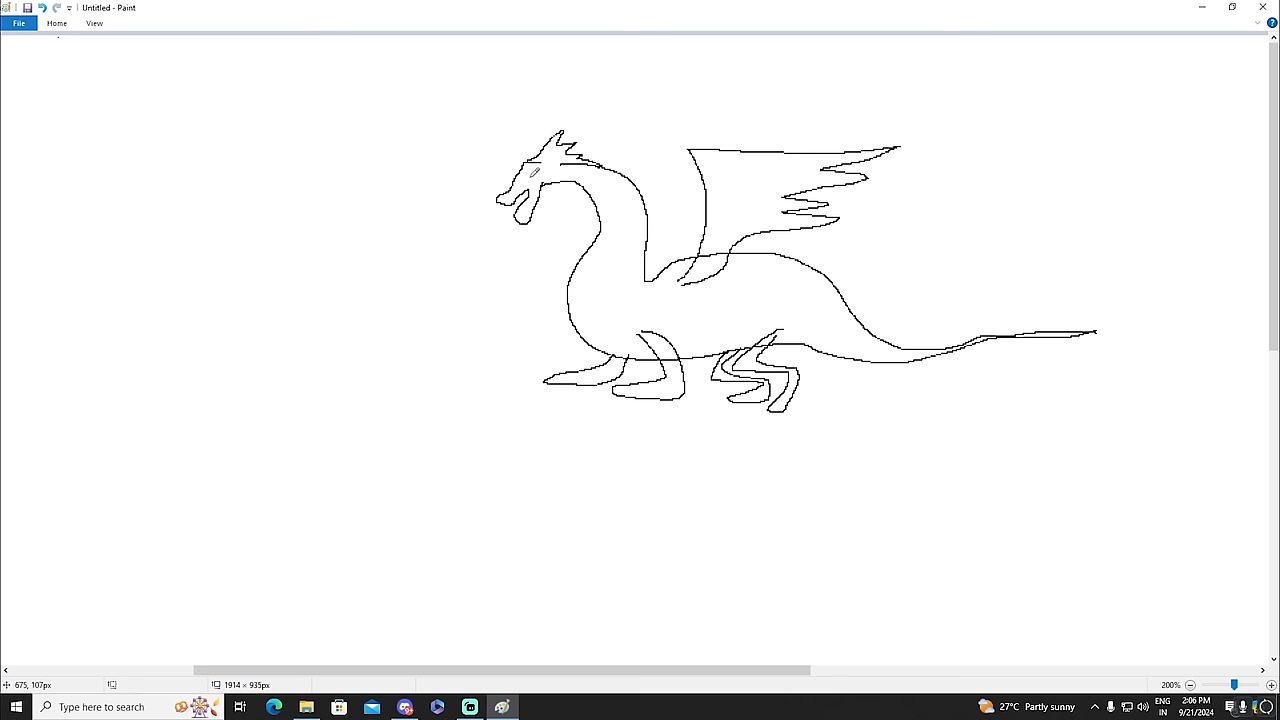 Untitled - Paint
File Home View
675, 107px
1914 × 935px
200%
Type here to search
27°C Partly sunny
ENG
IN
2:06 PM
9/21/2024